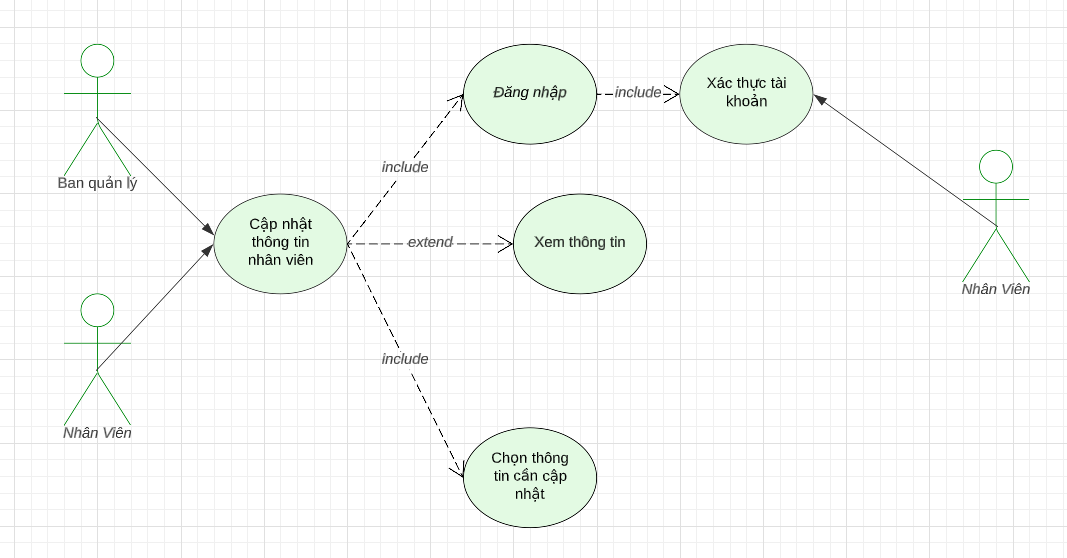 Ban quản lý
Nhân Viên
Cập nhật
thông tin
nhân viên
include
extend
include
Đăng nhập
include
Xác thực tài
khoản
Xem thông tin
Chọn thông
tin cần cập
nhật
Nhân Viên